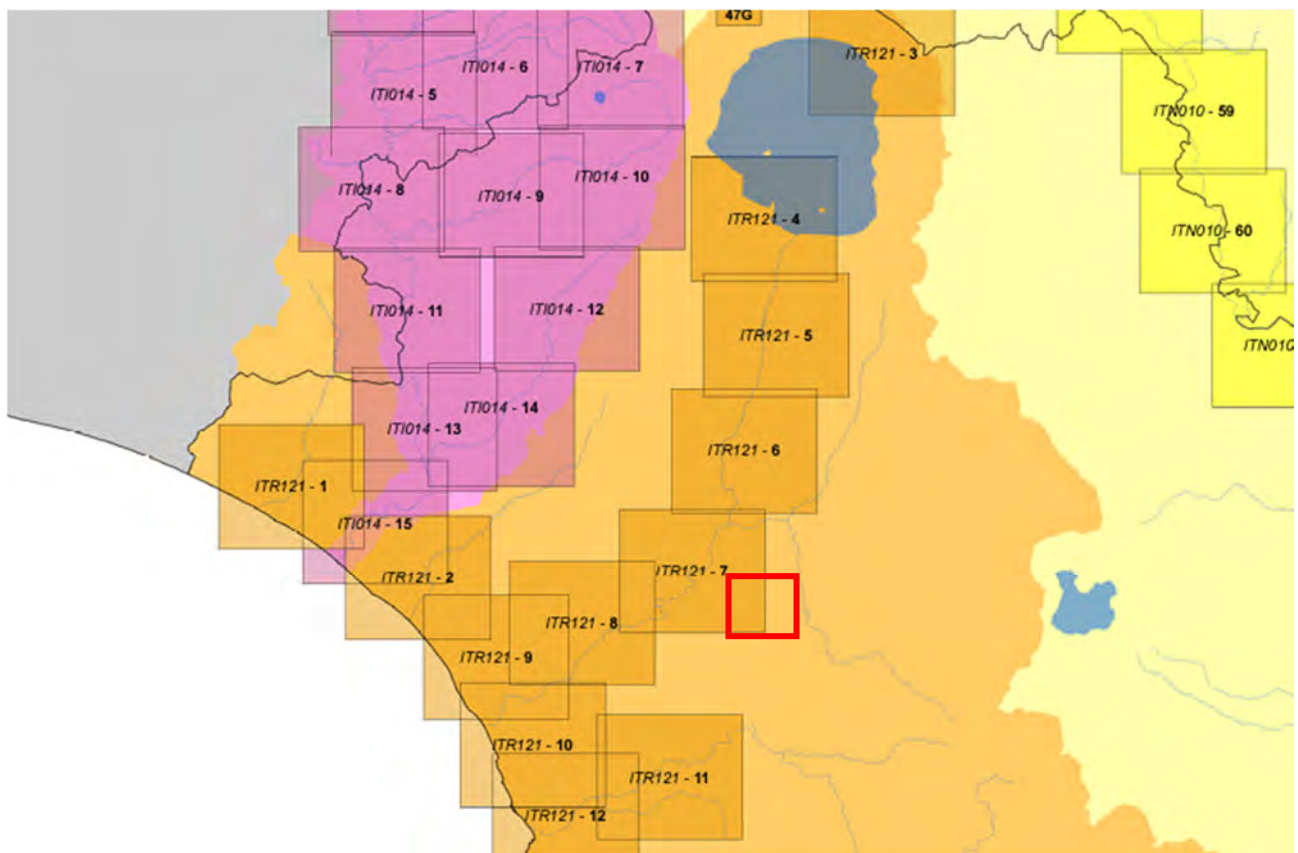 47G
ITR121 - 3
ITI014 - 6
ITI014 - 7
ITI014 - 5
ITN010 - 59
ITI014 - 8
ITI014 - 9
ITI014 - 10
ITR121 - 4
ITN010 - 60
ITI014 - 11
ITI014 - 12
ITR121 - 5
ITN010
ITI014 - 14
ITI014 - 13
ITR121 - 6
ITR121 - 1
ITI014 - 15
ITR121 - 2
ITR121 - 7
ITR121 - 8
ITR121 - 9
ITR121 - 10
ITR121 - 11
ITR121 - 12